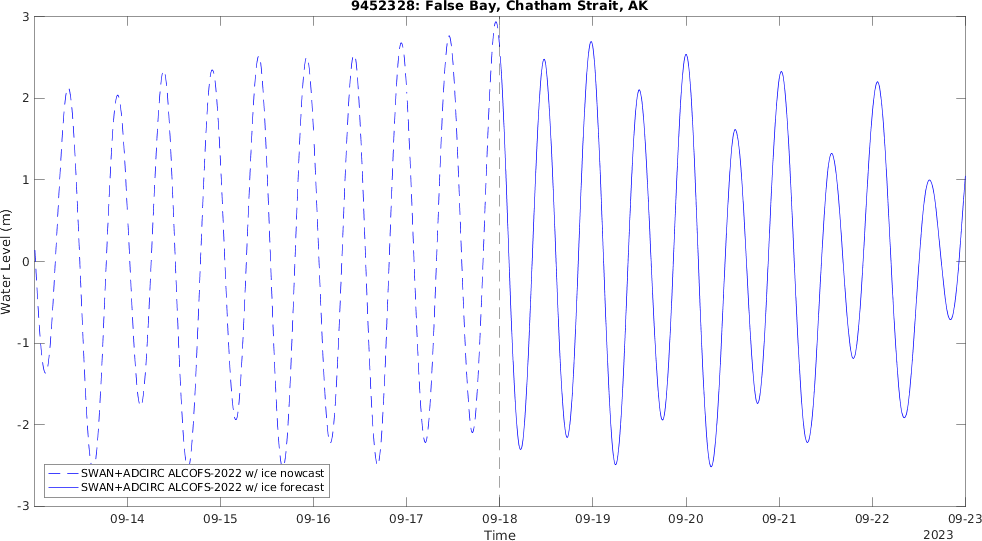 9452328: False Bay, Chatham Strait, AK
3
2
1
0
-1
-2
-3
Water Level (m)
SWAN+ADCIRC ALCOFS-2022 w/ ice nowcast
SWAN+ADCIRC ALCOFS-2022 w/ ice forecast
09-14 09-15 09-16 09-17 09-18 09-19 09-20 09-21 09-22 09-23
Time
2023